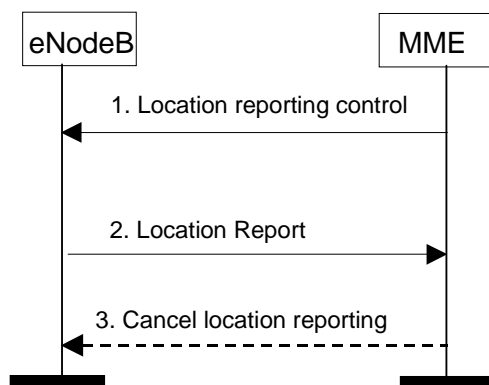 eNodeB
MME
1. Location reporting control
2. Location Report
3. Cancel location reporting